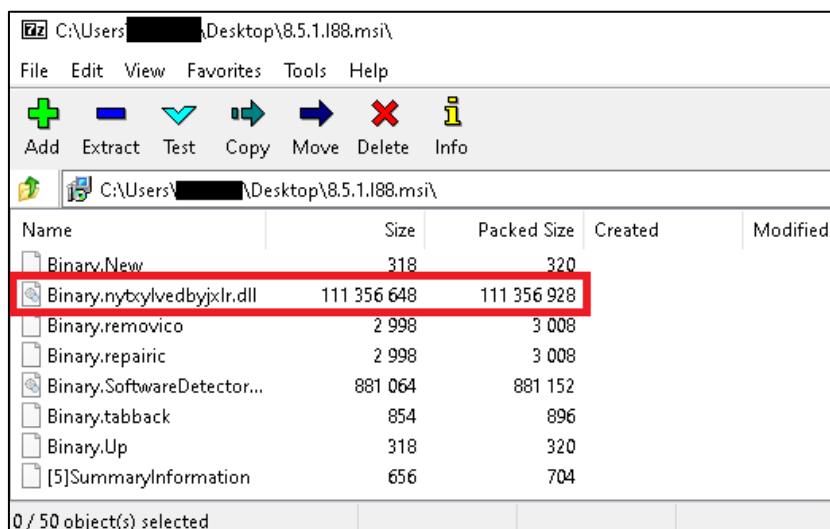 C:\Users\ \Desktop\8.5.1.l88.msi\
File Edit View Favorites Tools Help
Add Extract Test Copy Move Delete Info
C:\Users\ \Desktop\8.5.1.l88.msi\
Name Size Packed Size Created Modified
Binary.New 318 320
Binary.nytxylvedbyjxlr.dll 111 356 648 111 356 928
Binary.removico 2 998 3 008
Binary.repairic 2 998 3 008
Binary.SoftwareDetector... 881 064 881 152
Binary.tabback 854 896
Binary.Up 318 320
[5]SummaryInformation 656 704
0 / 50 object(s) selected